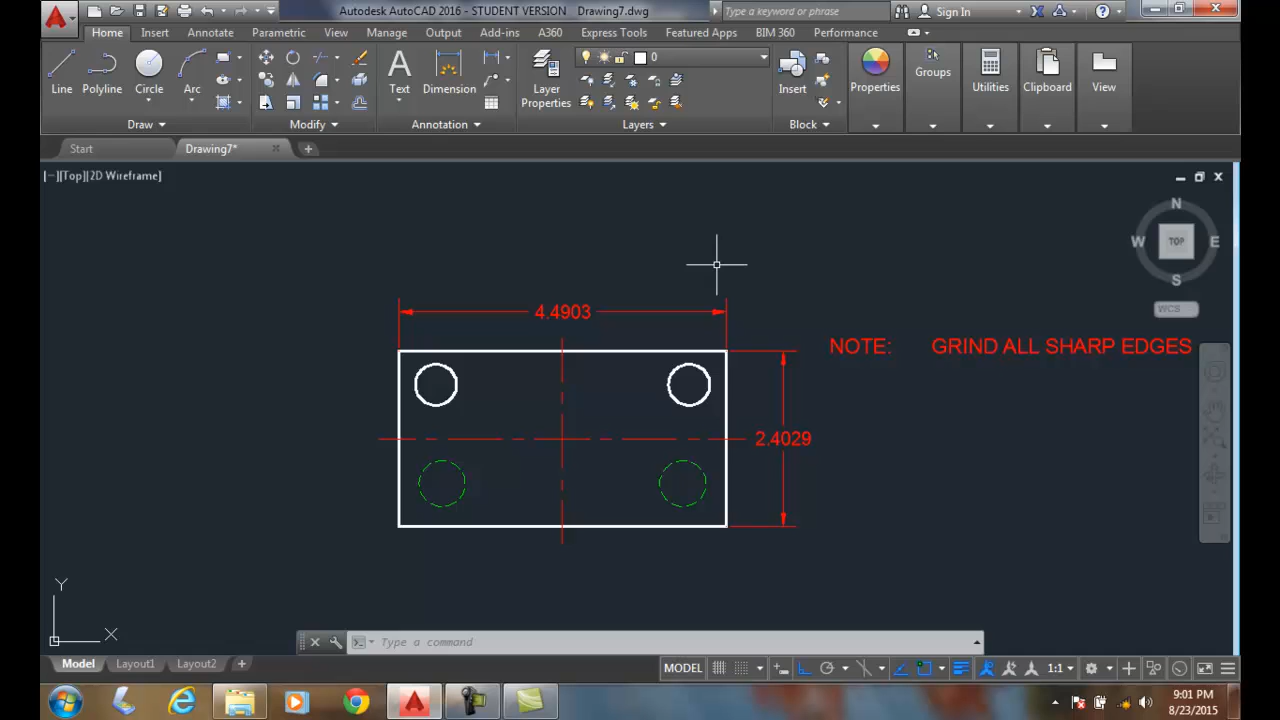 Autodesk AutoCAD 2016 - STUDENT VERSION Drawing7.dwg
Type a keyword or phrase
Sign In
Home Insert Annotate Parametric View Manage Output Add-ins A360 Express Tools Featured Apps BIM 360 Performance
Line Polyline Circle Arc Text Dimension Layer Properties 0 Insert Properties Groups Utilities Clipboard View
Draw Modify Annotation Layers Block
Start Drawing7*
[−][Top][2D Wireframe]
N
W TOP E
S
WCS
4.4903
NOTE: GRIND ALL SHARP EDGES
2.4029
Y
X
Type a command
Model Layout1 Layout2 MODEL 1:1
9:01 PM
8/23/2015